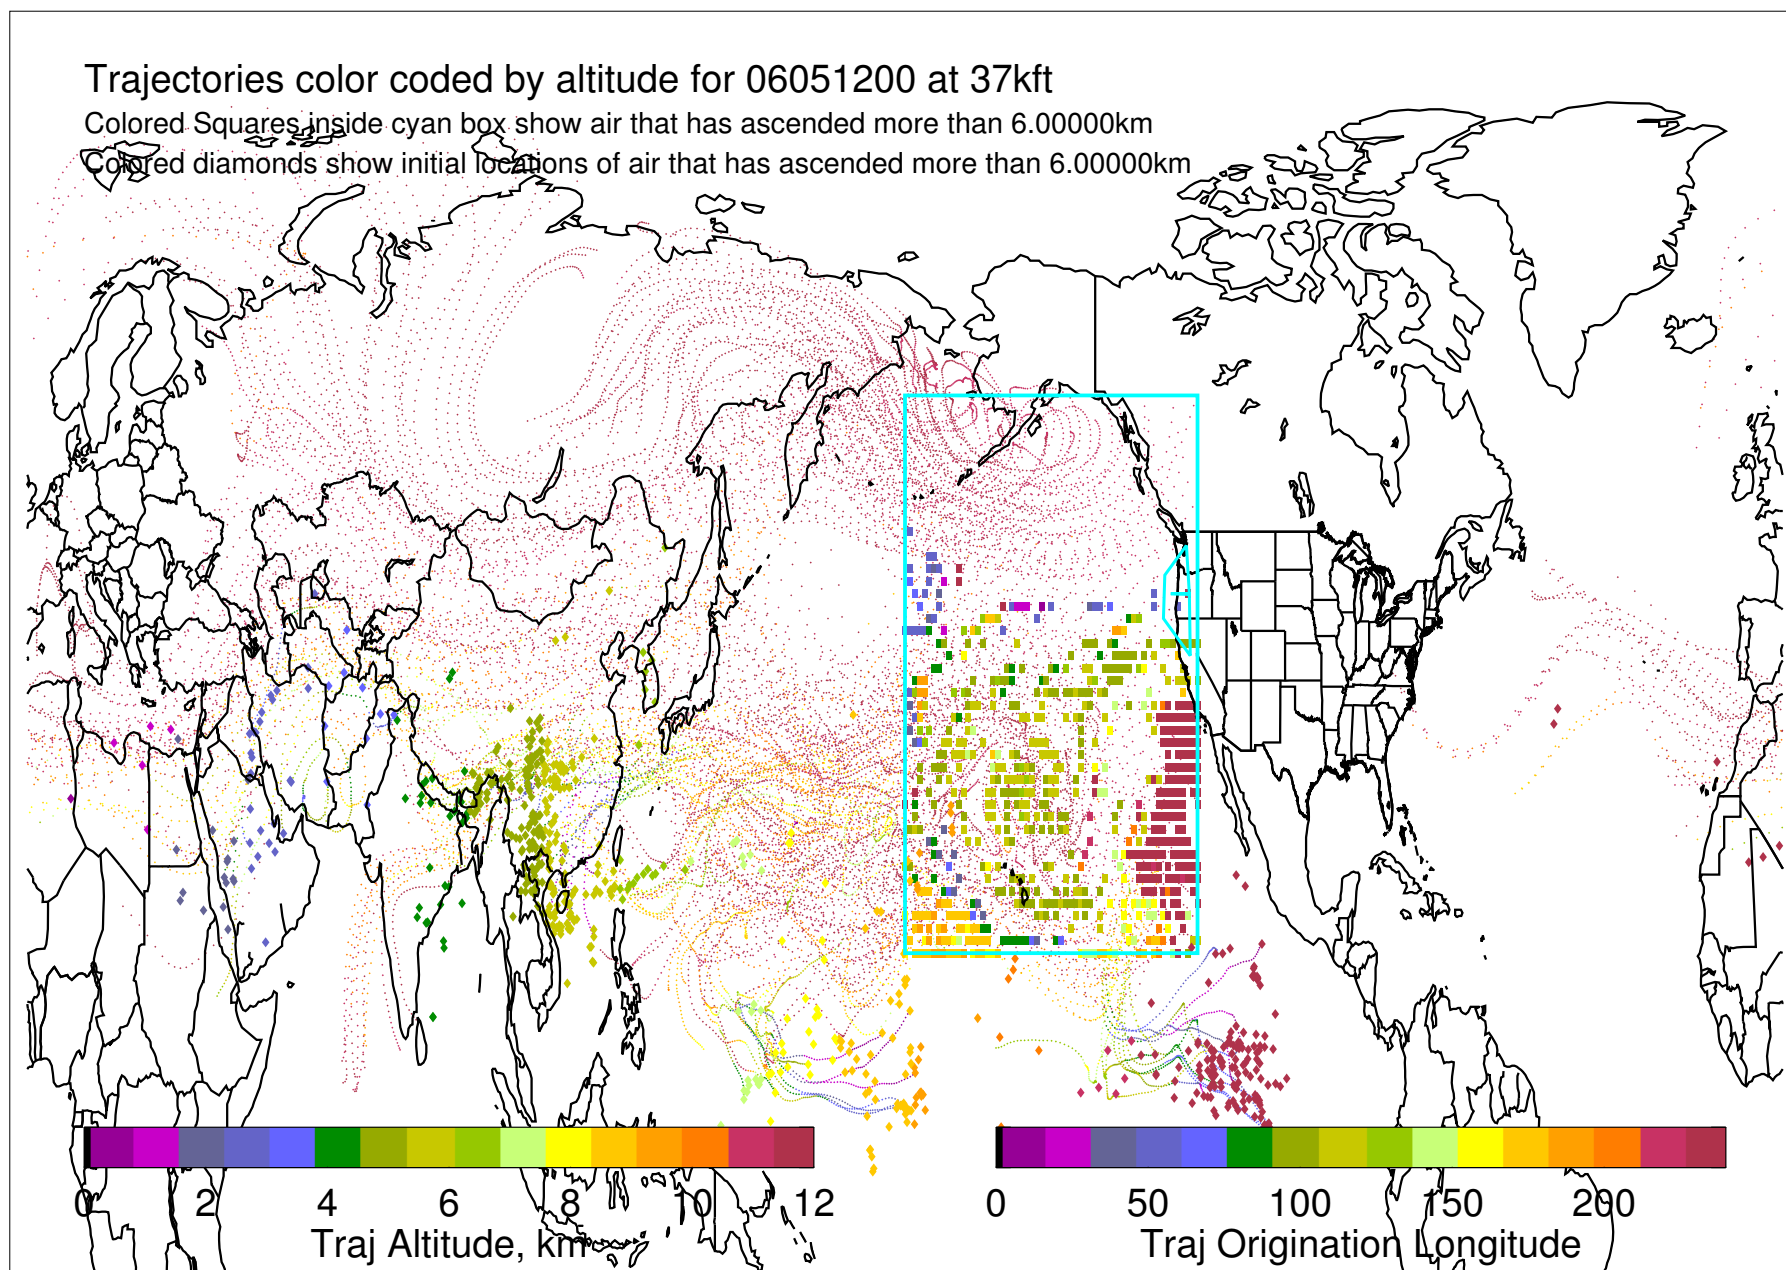 Trajectories color coded by altitude for 06051200 at 37kft
Colored Squares inside cyan box show air that has ascended more than 6.00000km
Colored diamonds show initial locations of air that has ascended more than 6.00000km
0 2 4 6 8 10 12
Traj Altitude, km
0 50 100 150 200
Traj Origination Longitude